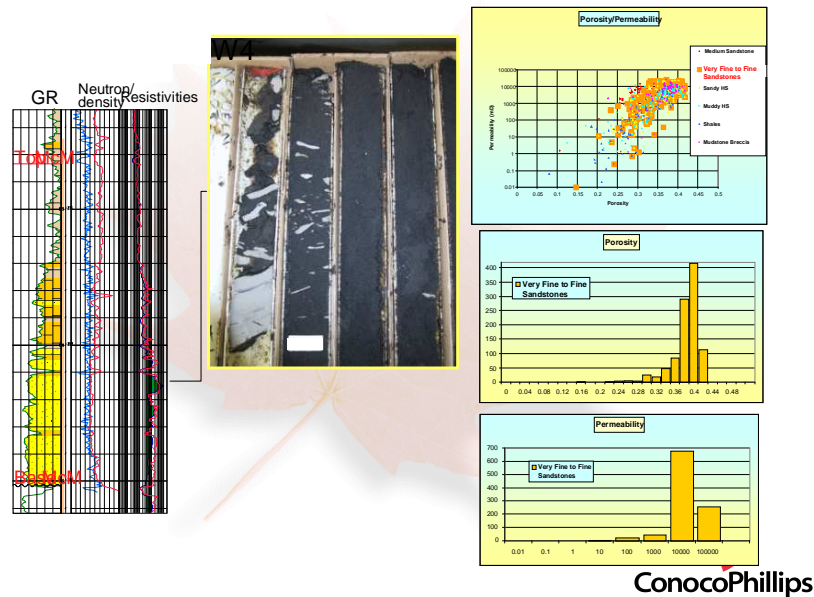 W4
GR
Neutron/
density
Resistivities
Porosity/Permeability
Permeability (mD)
100000
10000
1000
100
10
1
0.1
0.01
0
0.05
0.1
0.15
0.2
0.25
0.3
0.35
0.4
0.45
0.5
Porosity
Medium Sandstone
Very Fine to Fine
Sandstones
Sandy HS
Muddy HS
Shales
Mudstone Breccia
Porosity
Very Fine to Fine
Sandstones
400
350
300
250
200
150
100
50
0
0 0.04 0.08 0.12 0.16 0.2 0.24 0.28 0.32 0.36 0.4 0.44 0.48
Permeability
Very Fine to Fine
Sandstones
700
600
500
400
300
200
100
0
0.01 0.1 1 10 100 1000 10000 100000
ConocoPhillips